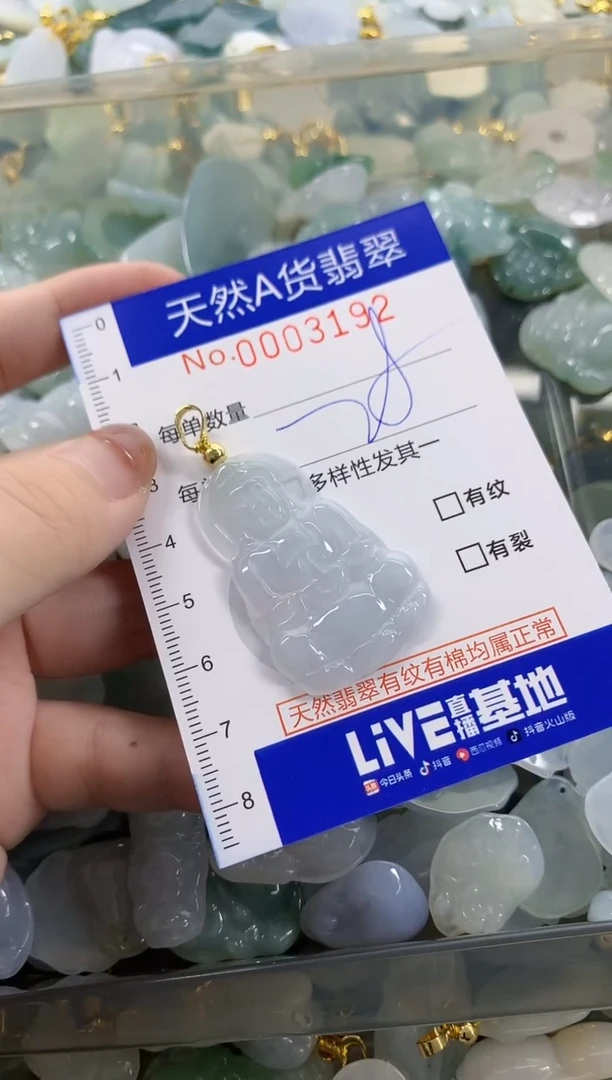 天然A货翡翠
No.0003192
0
1
3
4
5
6
7
8
每单数量
每 多样性发其一
有纹
有裂
天然翡翠有纹有棉均属正常
LiVE直播基地
今日头条 抖音 西瓜视频 抖音火山版